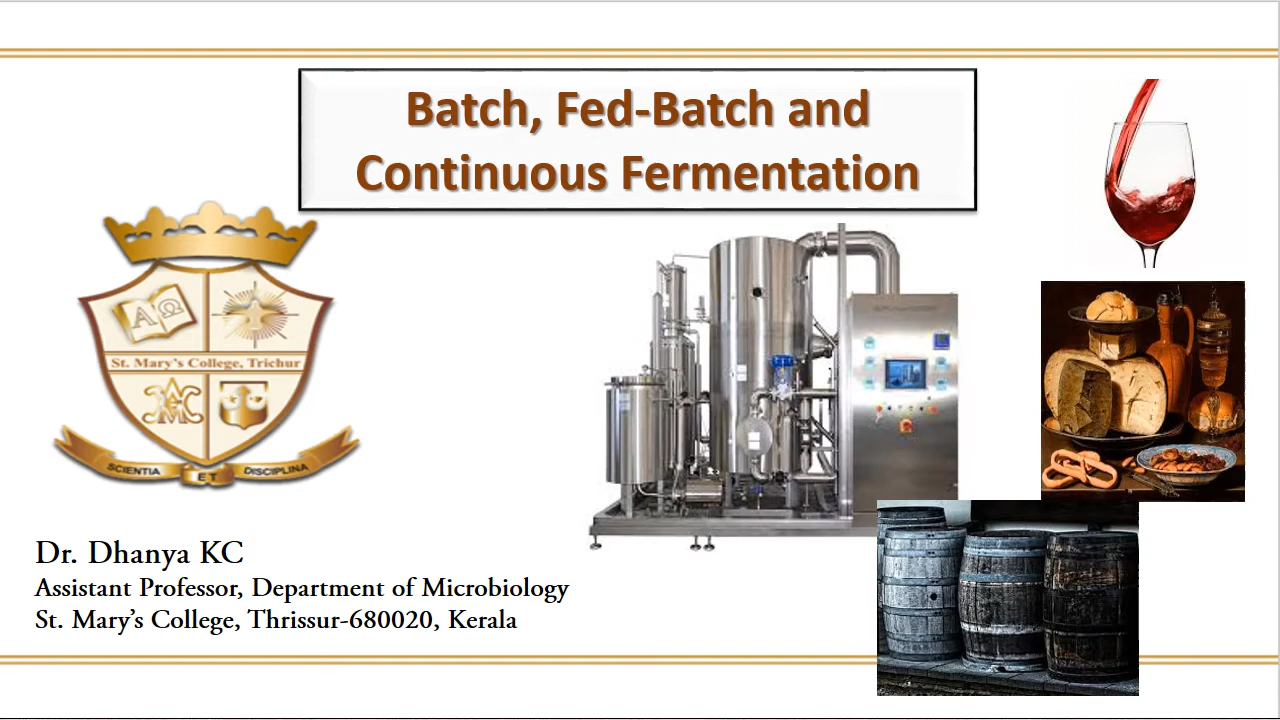 Batch, Fed-Batch and
Continuous Fermentation
Α Ω
St. Mary's College, Trichur
SCIENTIA ET DISCIPLINA
Dr. Dhanya KC
Assistant Professor, Department of Microbiology
St. Mary’s College, Thrissur-680020, Kerala